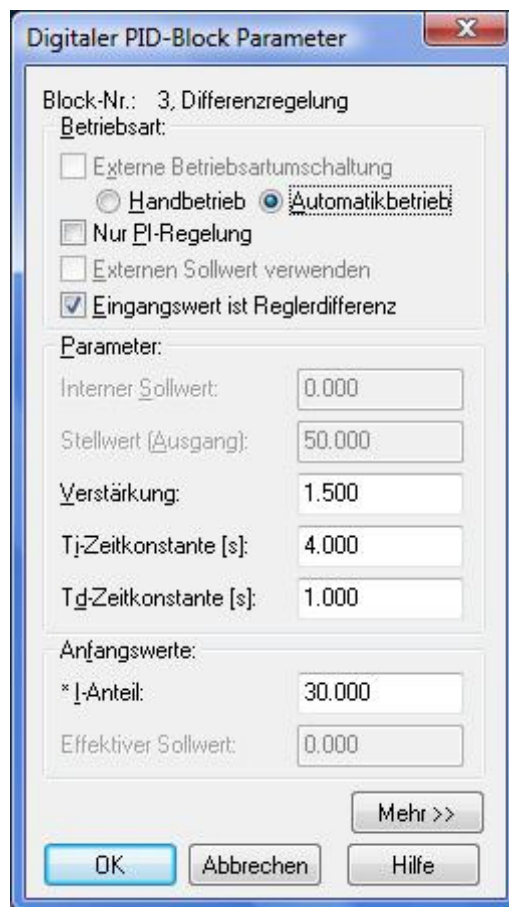 Digitaler PID-Block Parameter
Block-Nr.: 3, Differenzregelung
Betriebsart:
Externe Betriebsartumschaltung
Handbetrieb Automatikbetrieb
Nur PI-Regelung
Externen Sollwert verwenden
Eingangswert ist Reglerdifferenz
Parameter:
Interner Sollwert: 0.000
Stellwert (Ausgang): 50.000
Verstärkung: 1.500
Ti-Zeitkonstante [s]: 4.000
Td-Zeitkonstante [s]: 1.000
Anfangswerte:
* I-Anteil: 30.000
Effektiver Sollwert: 0.000
Mehr >>
OK Abbrechen Hilfe